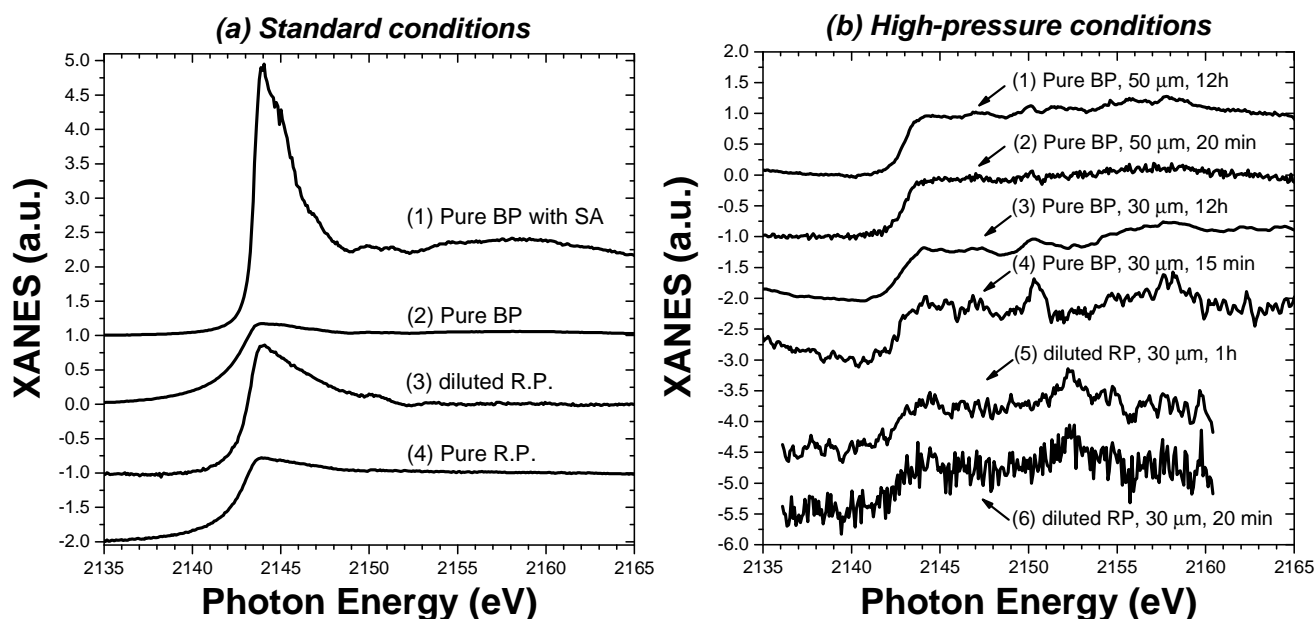 (a) Standard conditions
5.0
4.5
4.0
3.5
3.0
2.5
2.0
1.5
1.0
0.5
0.0
-0.5
-1.0
-1.5
-2.0
XANES (a.u.)
(1) Pure BP with SA
(2) Pure BP
(3) diluted R.P.
(4) Pure R.P.
2135 2140 2145 2150 2155 2160 2165
Photon Energy (eV)
(b) High-pressure conditions
2.0
1.5
1.0
0.5
0.0
-0.5
-1.0
-1.5
-2.0
-2.5
-3.0
-3.5
-4.0
-4.5
-5.0
-5.5
-6.0
XANES (a.u.)
(1) Pure BP, 50 μm, 12h
(2) Pure BP, 50 μm, 20 min
(3) Pure BP, 30 μm, 12h
(4) Pure BP, 30 μm, 15 min
(5) diluted RP, 30 μm, 1h
(6) diluted RP, 30 μm, 20 min
2135 2140 2145 2150 2155 2160 2165
Photon Energy (eV)